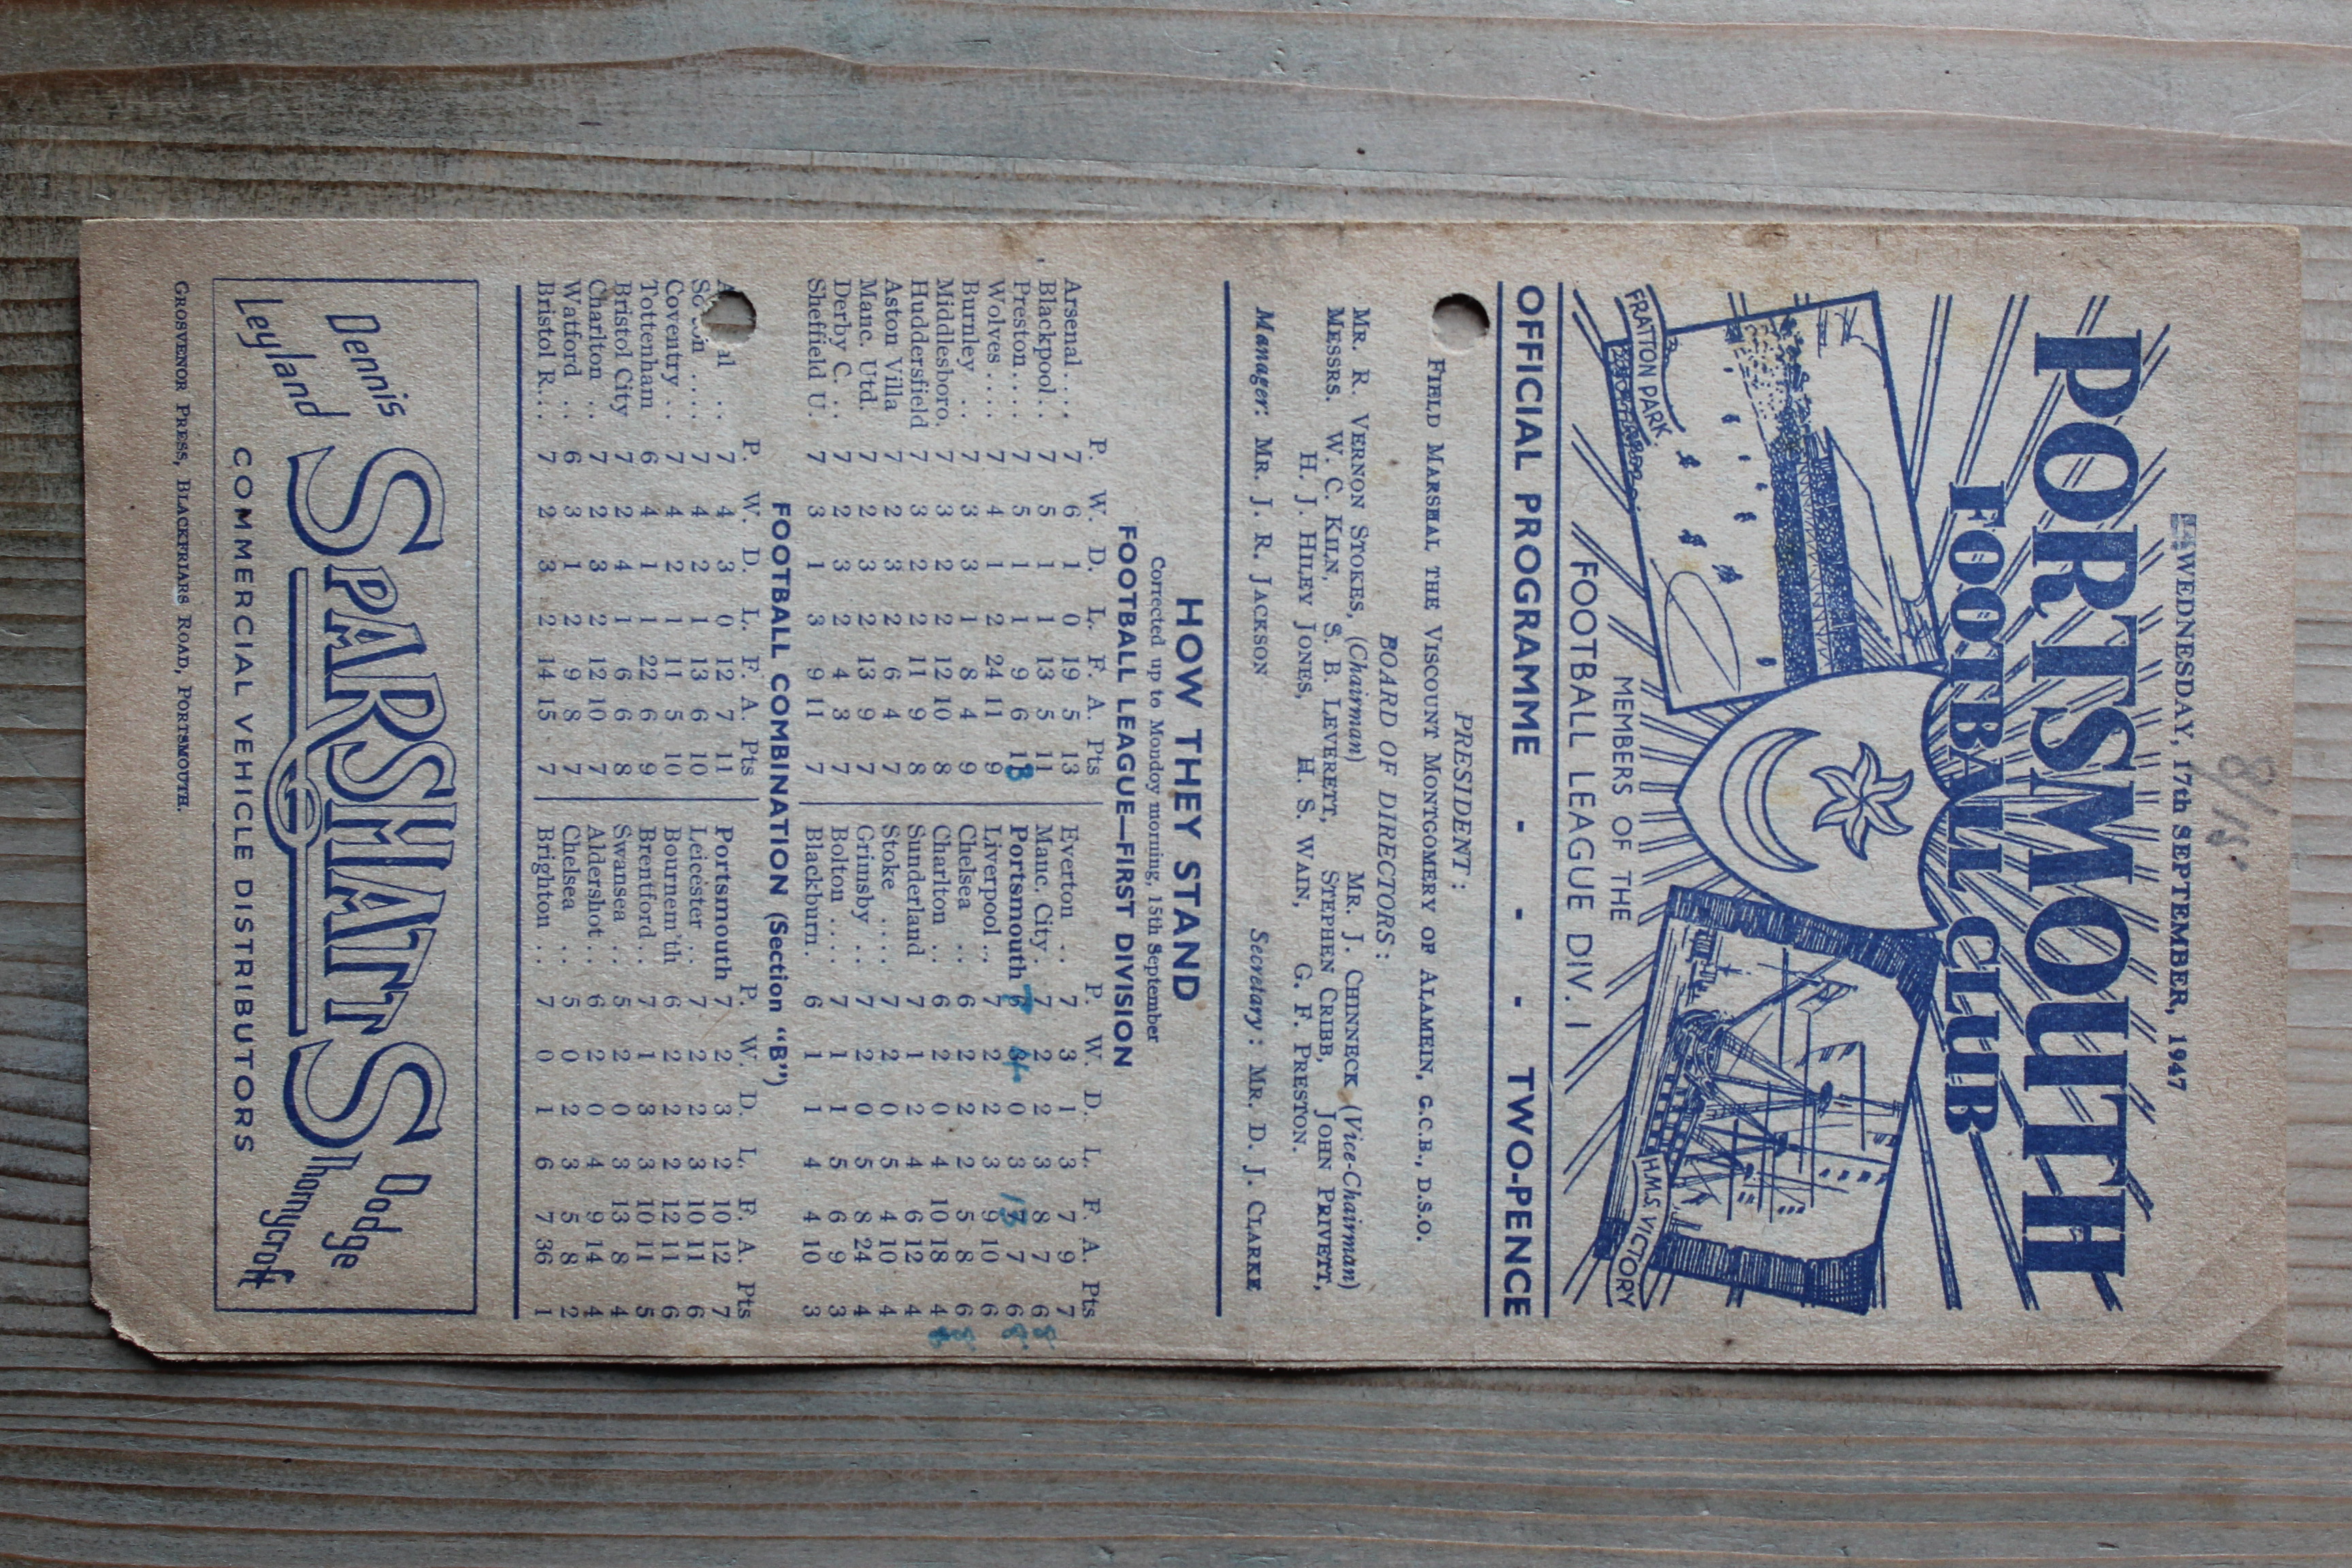 8/15.
WEDNESDAY, 17th SEPTEMBER, 1947
PORTSMOUTH
FOOTBALL CLUB
FRATTON PARK.
H.M.S. VICTORY
MEMBERS OF THE
FOOTBALL LEAGUE DIV. I
OFFICIAL PROGRAMME - - - TWO-PENCE
PRESIDENT:
FIELD MARSHAL THE VISCOUNT MONTGOMERY OF ALAMEIN, G.C.B., D.S.O.
BOARD OF DIRECTORS:
MR. R. VERNON STOKES, (Chairman) MR. J. CHINNECK (Vice-Chairman)
MESSRS. W. C. KILN, S. B. LEVERETT, STEPHEN CRIBB, JOHN PRIVETT,
H. J. HILEY JONES, H. S. WAIN, G. F. PRESTON.
Manager: MR. J. R. JACKSON Secretary: MR. D. J. CLARKE
HOW THEY STAND
Corrected up to Monday morning, 15th September
FOOTBALL LEAGUE—FIRST DIVISION
P. W. D. L. F. A. Pts P. W. D. L. F. A. Pts
Arsenal.... 7 6 1 0 19 5 13 Everton .. 7 3 1 3 7 9 7
Blackpool.. 7 5 1 1 13 5 11 Manc. City. 7 2 2 3 8 7 6 8
Preston.... 7 5 1 1 9 6 11 Portsmouth 6 7 0 3 7 6 8
Wolves .... 7 4 1 2 24 11 9 Liverpool.. 7 2 2 3 9 10 6
Burnley .. 7 3 3 1 8 4 9 Chelsea .. 6 2 2 2 5 8 6 8
Middlesboro. 7 3 2 2 12 10 8 Charlton .. 6 2 0 4 10 18 4
Huddersfield 7 3 2 2 11 9 8 Sunderland 7 1 2 4 6 12 4
Aston Villa 7 2 3 2 6 4 7 Stoke .... 7 2 0 5 4 10 4
Manc. Utd. 7 2 3 2 13 9 7 Grimsby .. 7 2 0 5 8 24 4
Derby C. .. 7 2 3 2 4 3 7 Bolton .... 7 1 1 5 6 9 3
Sheffield U. 7 3 1 3 9 11 7 Blackburn. 6 1 1 4 4 10 3
FOOTBALL COMBINATION (Section "B")
P. W. D. L. F. A. Pts P. W. D. L. F. A. Pts
A al .. 7 4 3 0 12 7 11 Portsmouth 7 2 3 2 10 12 7
So on ..... 7 4 2 1 13 6 10 Leicester .. 7 2 2 3 10 11 6
Coventry .. 7 4 2 1 11 5 10 Bournem'th 6 2 2 2 12 11 6
Tottenham 6 4 1 1 22 6 9 Brentford.. 7 1 3 3 10 11 5
Bristol City 7 2 4 1 6 6 8 Swansea .. 5 2 0 3 13 8 4
Charlton .. 7 2 3 2 12 10 7 Aldershot.. 6 2 0 4 9 14 4
Watford .. 6 3 1 2 9 8 7 Chelsea .. 5 0 2 3 5 8 2
Bristol R... 7 2 3 2 14 15 7 Brighton .. 7 0 1 6 7 36 1
Dennis Dodge
SPARSHATTS
Leyland Thornycroft
COMMERCIAL VEHICLE DISTRIBUTORS
GROSVENOR PRESS, BLACKFRIARS ROAD, PORTSMOUTH.